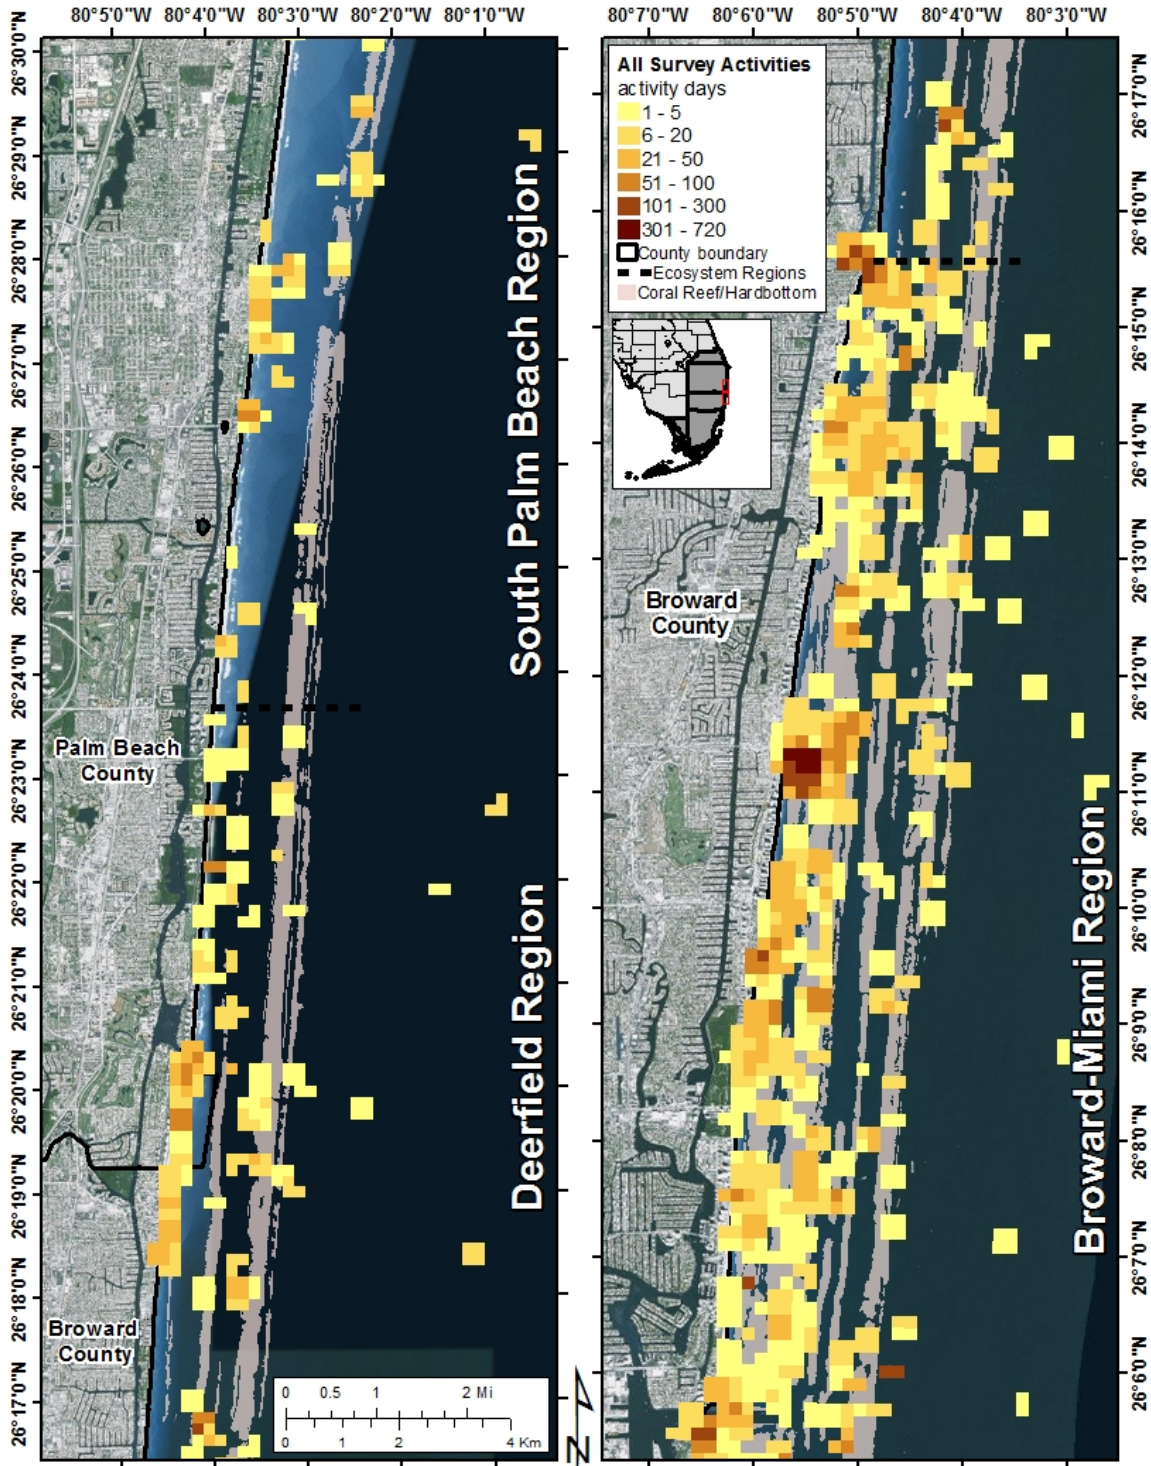 80°5'0"W 80°4'0"W 80°3'0"W 80°2'0"W 80°1'0"W
80°7'0"W 80°6'0"W 80°5'0"W 80°4'0"W 80°3'0"W
26°30'0"N
26°29'0"N
26°28'0"N
26°27'0"N
26°26'0"N
26°25'0"N
26°24'0"N
26°23'0"N
26°22'0"N
26°21'0"N
26°20'0"N
26°19'0"N
26°18'0"N
26°17'0"N
South Palm Beach Region
Deerfield Region
Palm Beach
County
Broward
County
0 0.5 1 2 Mi
0 1 2 4 Km
N
All Survey Activities
activity days
1 - 5
6 - 20
21 - 50
51 - 100
101 - 300
301 - 720
County boundary
Ecosystem Regions
Coral Reef/Hardbottom
Broward
County
Broward-Miami Region
26°17'0"N
26°16'0"N
26°15'0"N
26°14'0"N
26°13'0"N
26°12'0"N
26°11'0"N
26°10'0"N
26°9'0"N
26°8'0"N
26°7'0"N
26°6'0"N